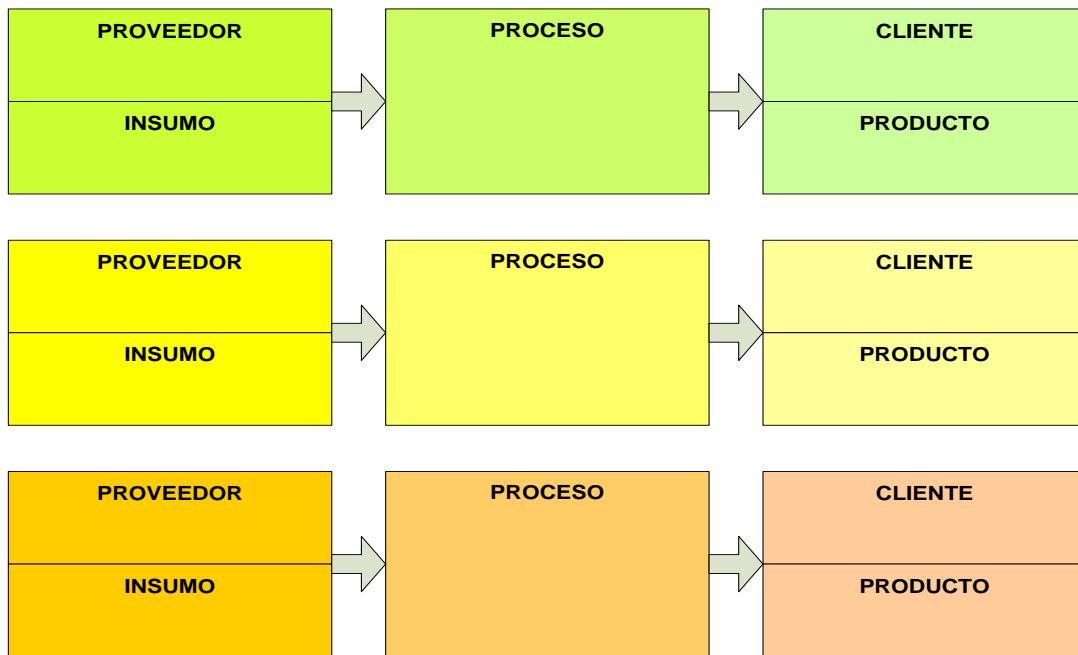 PROVEEDOR
INSUMO
PROCESO
CLIENTE
PRODUCTO
PROVEEDOR
INSUMO
PROCESO
CLIENTE
PRODUCTO
PROVEEDOR
INSUMO
PROCESO
CLIENTE
PRODUCTO